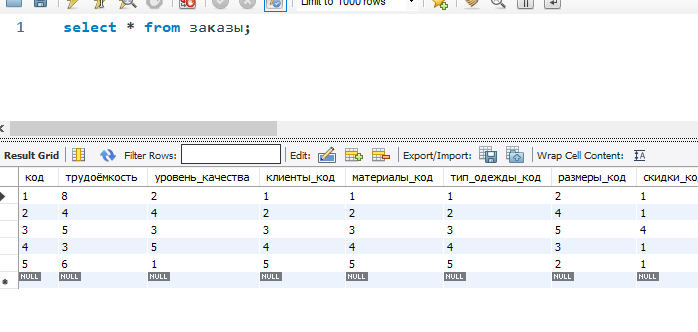 Limit to 1000 rows
1 select * from заказы;
Result Grid Filter Rows: Edit: Export/Import: Wrap Cell Content:
код трудоёмкость уровень_качества клиенты_код материалы_код тип_одежды_код размеры_код скидки_ко
1 8 2 1 1 1 2 1
2 4 4 2 2 2 4 1
3 5 3 3 3 3 5 4
4 3 5 4 4 4 3 1
5 6 1 5 5 5 2 1
NULL NULL NULL NULL NULL NULL NULL NULL